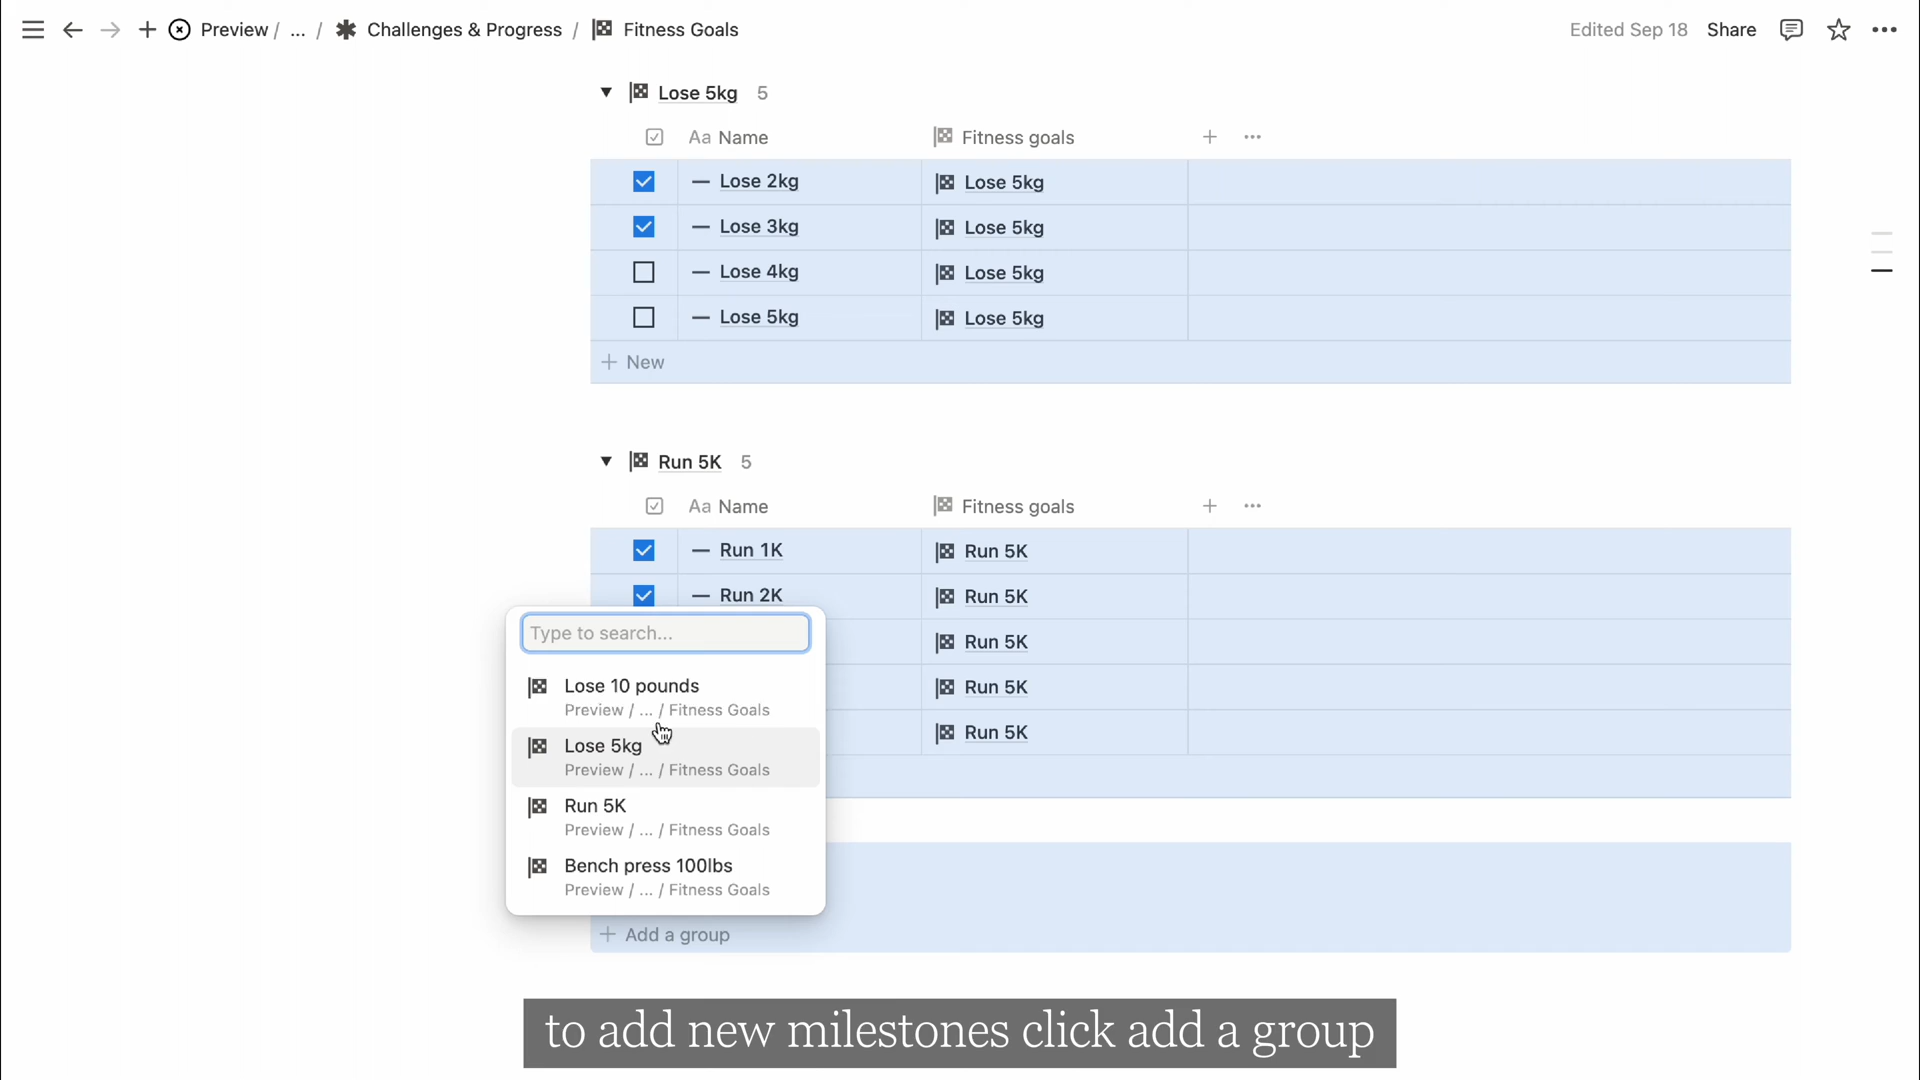 Preview / ... / Challenges & Progress / Fitness Goals
Edited Sep 18 Share
Lose 5kg 5
Aa Name Fitness goals
Lose 2kg Lose 5kg
Lose 3kg Lose 5kg
Lose 4kg Lose 5kg
Lose 5kg Lose 5kg
+ New
Run 5K 5
Aa Name Fitness goals
Run 1K Run 5K
Run 2K Run 5K
Run 5K
Run 5K
Run 5K
Type to search...
Lose 10 pounds
Preview / ... / Fitness Goals
Lose 5kg
Preview / ... / Fitness Goals
Run 5K
Preview / ... / Fitness Goals
Bench press 100lbs
Preview / ... / Fitness Goals
+ Add a group
to add new milestones click add a group